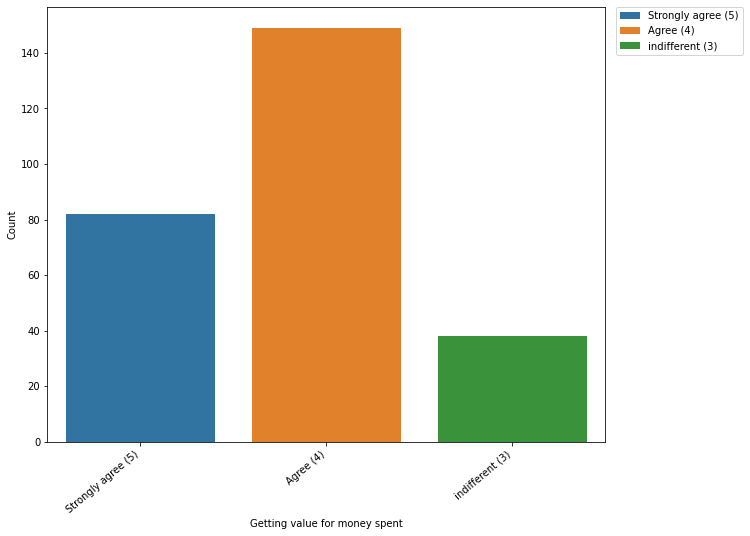 Strongly agree (5)
Agree (4)
indifferent (3)
140
120
100
80
60
40
20
0
Count
Strongly agree (5)
Agree (4)
indifferent (3)
Getting value for money spent